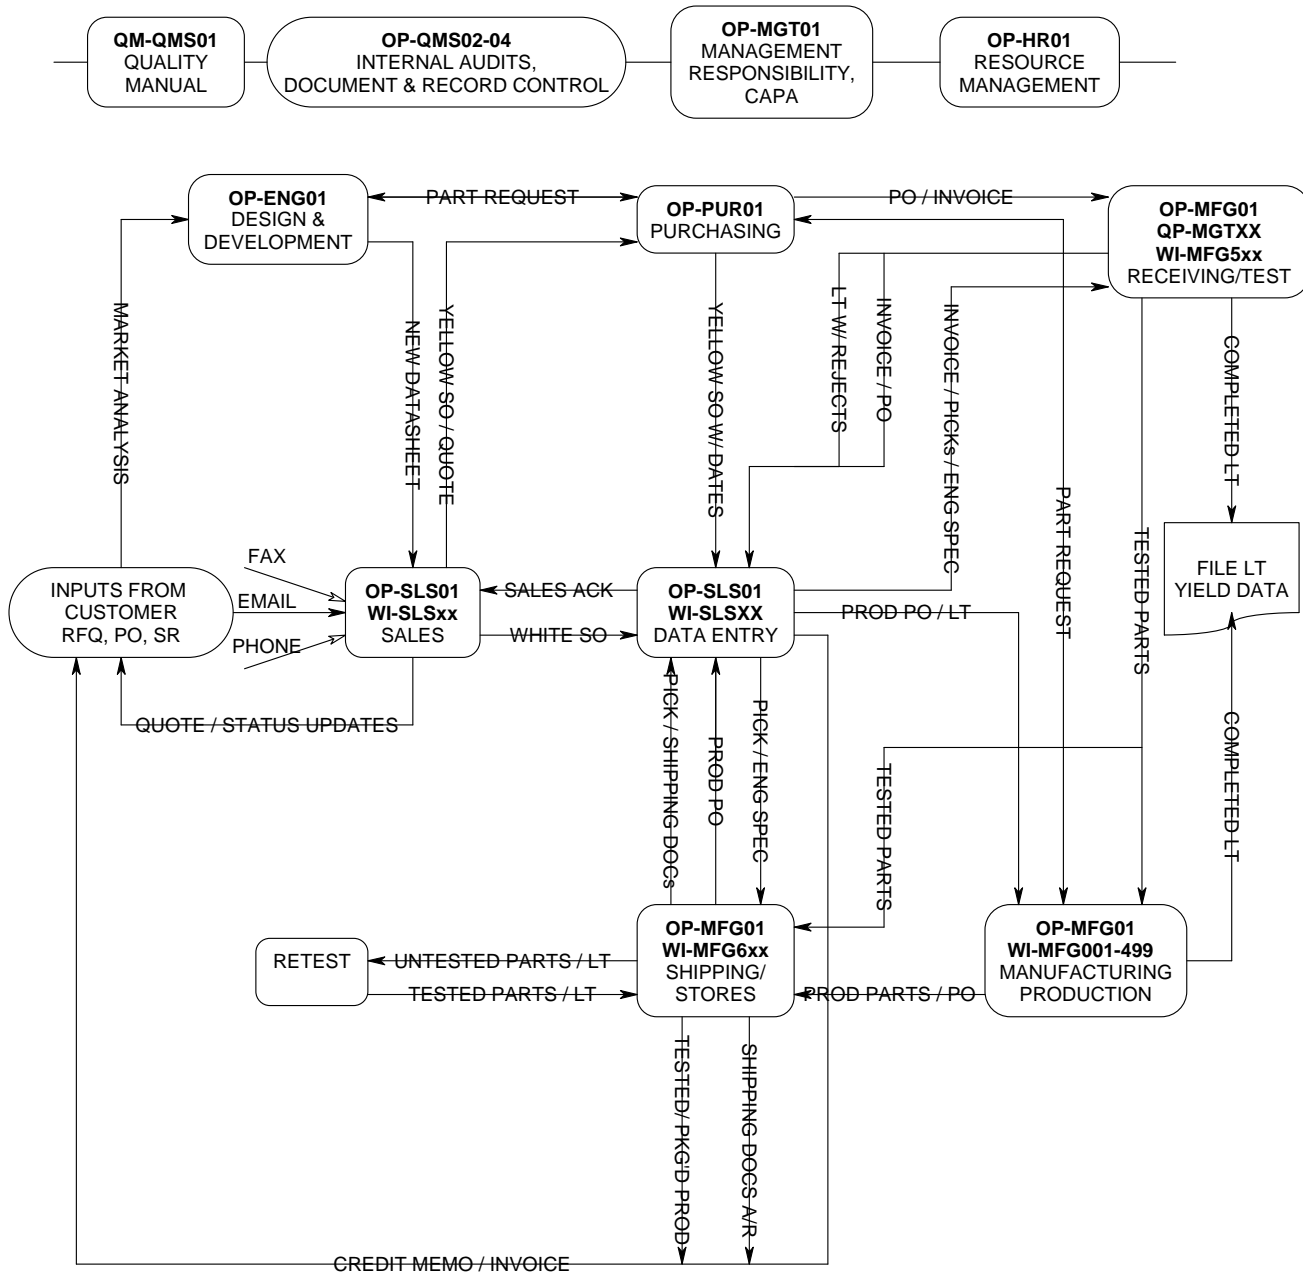 QM-QMS01
QUALITY
MANUAL
OP-QMS02-04
INTERNAL AUDITS,
DOCUMENT & RECORD CONTROL
OP-MGT01
MANAGEMENT
RESPONSIBILITY,
CAPA
OP-HR01
RESOURCE
MANAGEMENT
OP-ENG01
DESIGN &
DEVELOPMENT
PART REQUEST
OP-PUR01
PURCHASING
PO / INVOICE
OP-MFG01
QP-MGTXX
WI-MFG5xx
RECEIVING/TEST
MARKET ANALYSIS
NEW DATASHEET
YELLOW SO / QUOTE
YELLOW SO W/ DATES
LT W/ REJECTS
INVOICE / PO
INVOICE / PICKs / ENG SPEC
PART REQUEST
TESTED PARTS
COMPLETED LT
INPUTS FROM
CUSTOMER
RFQ, PO, SR
FAX
EMAIL
PHONE
OP-SLS01
WI-SLSxx
SALES
SALES ACK
WHITE SO
OP-SLS01
WI-SLSXX
DATA ENTRY
PROD PO / LT
FILE LT
YIELD DATA
QUOTE / STATUS UPDATES
PICK / SHIPPING DOCs
PROD PO
PICK / ENG SPEC
TESTED PARTS
COMPLETED LT
RETEST
UNTESTED PARTS / LT
TESTED PARTS / LT
OP-MFG01
WI-MFG6xx
SHIPPING/
STORES
PROD PARTS / PO
OP-MFG01
WI-MFG001-499
MANUFACTURING
PRODUCTION
TESTED/ PKG'D PROD
SHIPPING DOCS A/R
CREDIT MEMO / INVOICE